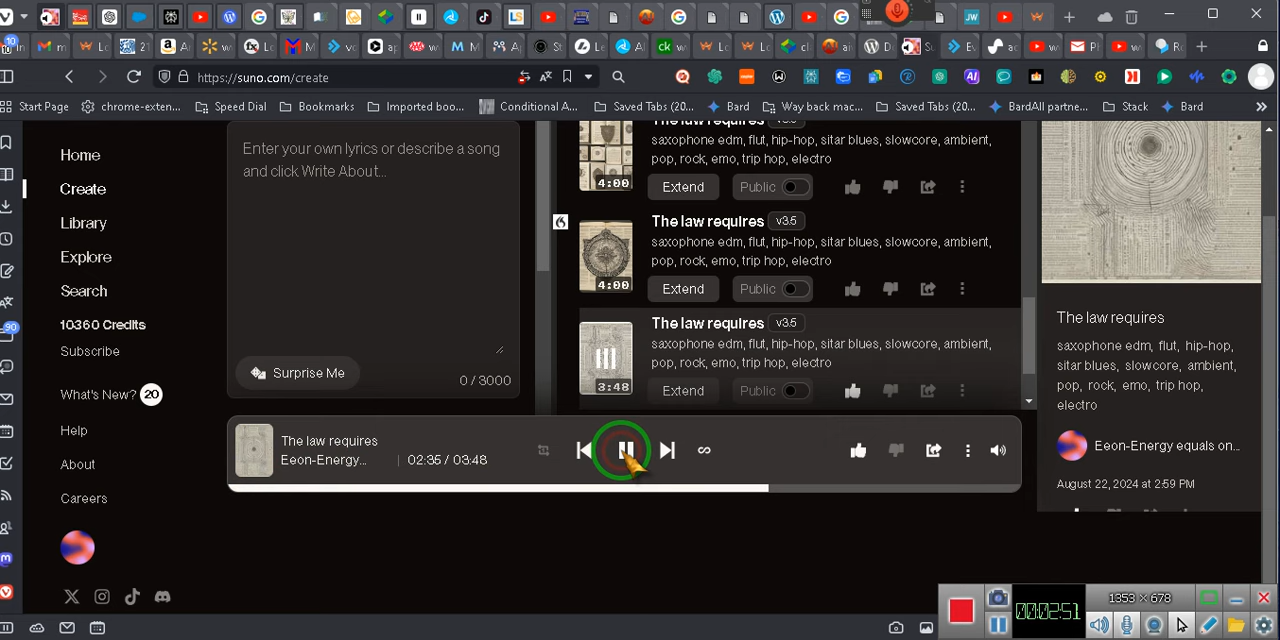 https://suno.com/create
Start Page
chrome-exten...
Speed Dial
Bookmarks
Imported boo...
Conditional A...
Saved Tabs (20...
Bard
Way back mac...
Saved Tabs (20...
BardAll partne...
Stack
Bard
Home
Create
Library
Explore
Search
10360 Credits
Subscribe
What's New? 20
Help
About
Careers
Enter your own lyrics or describe a song
and click Write About...
Surprise Me
0 / 3000
The law requires v3.5
saxophone edm, flut, hip-hop, sitar blues, slowcore, ambient,
pop, rock, emo, trip hop, electro
4:00
Extend
Public
The law requires v3.5
saxophone edm, flut, hip-hop, sitar blues, slowcore, ambient,
pop, rock, emo, trip hop, electro
4:00
Extend
Public
The law requires v3.5
saxophone edm, flut, hip-hop, sitar blues, slowcore, ambient,
pop, rock, emo, trip hop, electro
3:48
Extend
Public
The law requires
Eeon-Energy...
02:35 / 03:48
The law requires
saxophone edm, flut, hip-hop,
sitar blues, slowcore, ambient,
pop, rock, emo, trip hop,
electro
Eeon-Energy equals on...
August 22, 2024 at 2:59 PM
1353 × 678
00:02:51